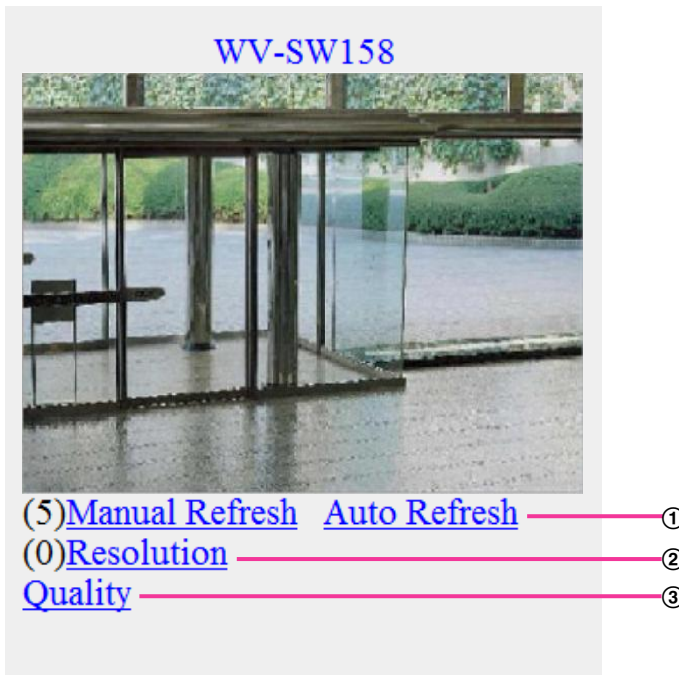 WV-SW158
(5)Manual Refresh Auto Refresh ①
(0)Resolution ②
Quality ③